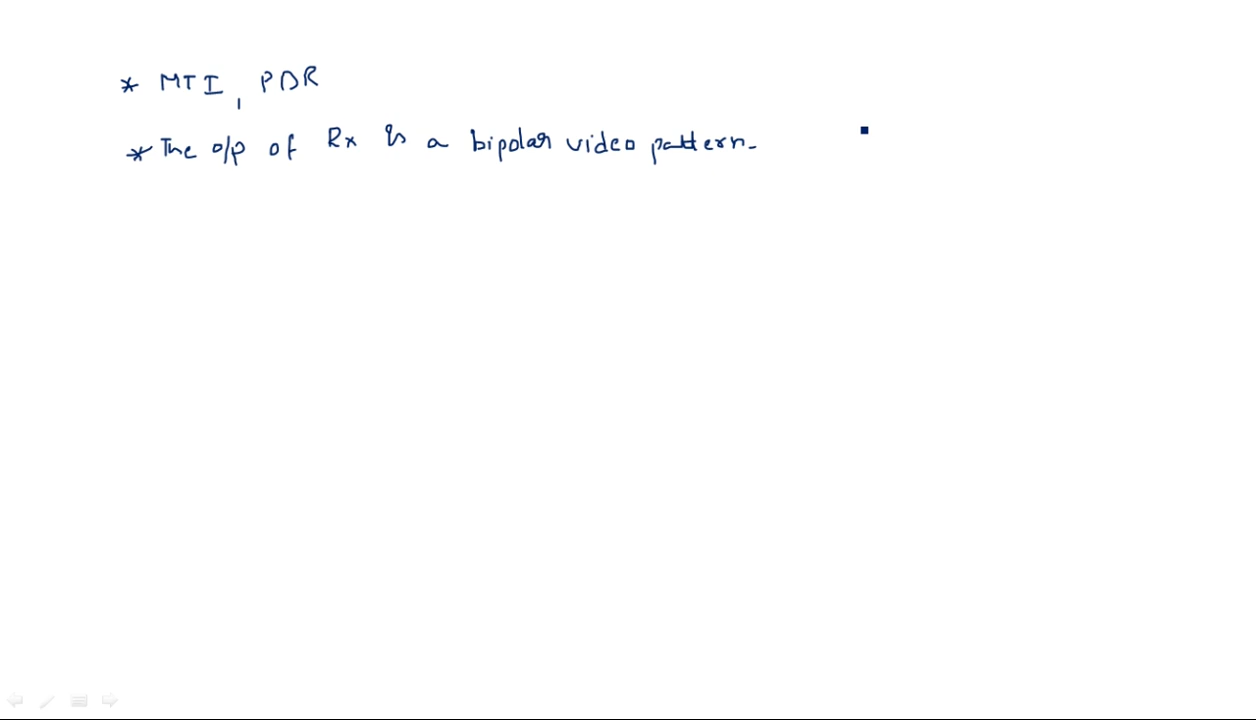 * MTI, PDR
* The o/p of Rx is a bipolar video pattern.